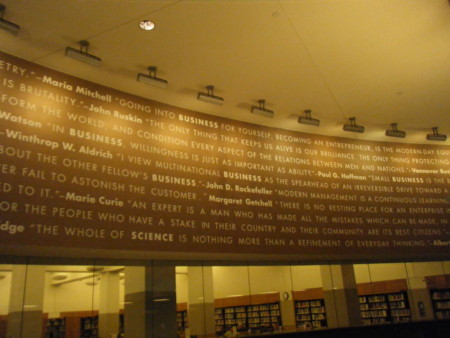 ETRY." –Maria Mitchell "GOING INTO BUSINESS FOR YOURSELF, BECOMING AN ENTREPRENEUR, IS THE MODERN-DAY
IS BRUTALITY." –John Ruskin "THE ONLY THING THAT KEEPS US ALIVE IS OUR BRILLIANCE. THE ONLY THING PROTECTING
FORM THE WORLD, AND CONDITION EVERY ASPECT OF THE RELATIONS BETWEEN MEN AND NATIONS." –Vannevar
Watson "IN BUSINESS, WILLINGNESS IS JUST AS IMPORTANT AS ABILITY." –Paul G. Hoffman "SMALL BUSINESS IS THE
–Winthrop W. Aldrich "I VIEW MULTINATIONAL BUSINESS AS THE SPEARHEAD OF AN IRREVERSIBLE DRIVE TOWARD A
BOUT THE OTHER FELLOW'S BUSINESS." –John D. Rockefeller "MODERN MANAGEMENT IS A CONTINUOUS LEARNING
TER FAIL TO ASTONISH THE CUSTOMER." –Margaret Getchell "THERE IS NO RESTING PLACE FOR AN ENTERPRISE IN
ED TO IT." –Marie Curie "AN EXPERT IS A MAN WHO HAS MADE ALL THE MISTAKES WHICH CAN BE MADE, IN
FOR THE PEOPLE WHO HAVE A STAKE IN THEIR COUNTRY AND THEIR COMMUNITY ARE ITS BEST CITIZENS."
dge "THE WHOLE OF SCIENCE IS NOTHING MORE THAN A REFINEMENT OF EVERYDAY THINKING." –Albe